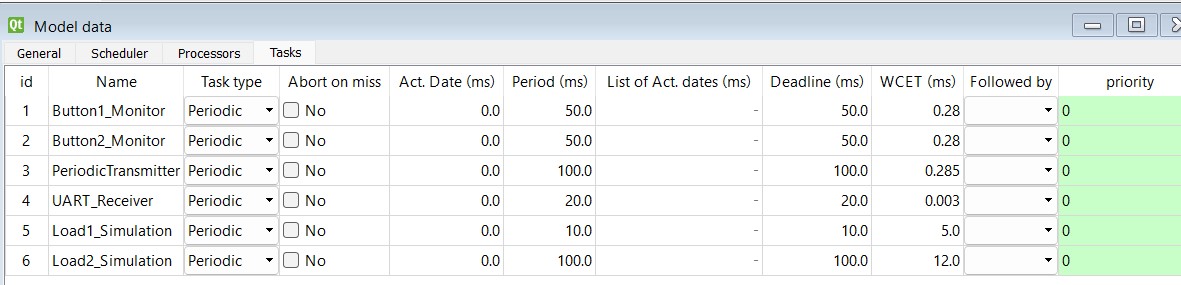 Qt Model data
General Scheduler Processors Tasks
id Name Task type Abort on miss Act. Date (ms) Period (ms) List of Act. dates (ms) Deadline (ms) WCET (ms) Followed by priority
1 Button1_Monitor Periodic No 0.0 50.0 - 50.0 0.28 0
2 Button2_Monitor Periodic No 0.0 50.0 - 50.0 0.28 0
3 PeriodicTransmitter Periodic No 0.0 100.0 - 100.0 0.285 0
4 UART_Receiver Periodic No 0.0 20.0 - 20.0 0.003 0
5 Load1_Simulation Periodic No 0.0 10.0 - 10.0 5.0 0
6 Load2_Simulation Periodic No 0.0 100.0 - 100.0 12.0 0